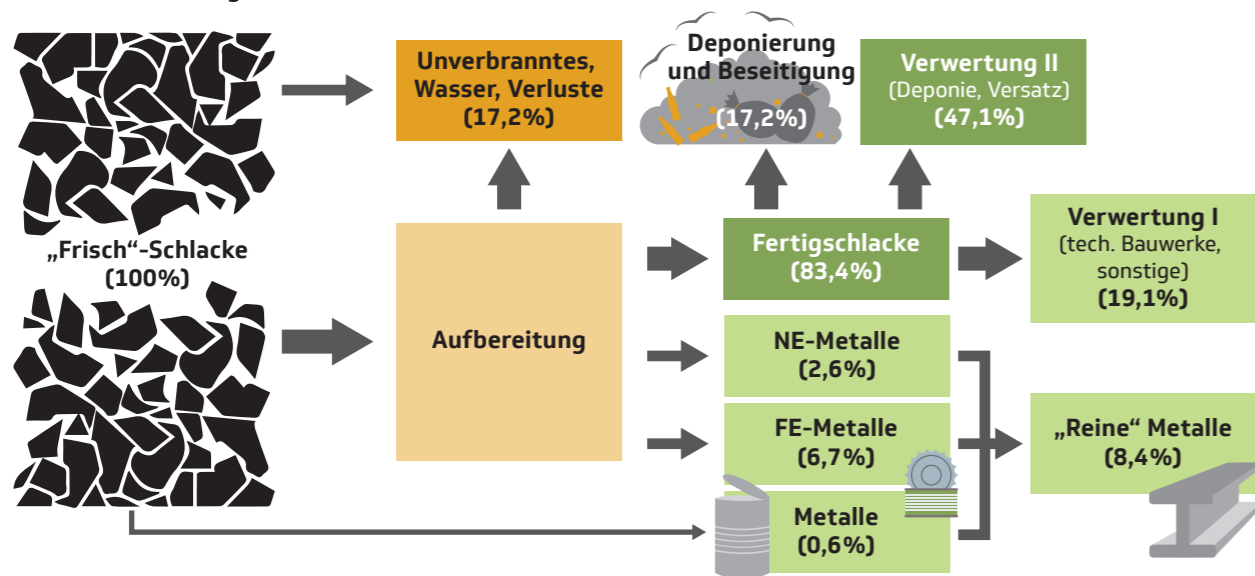 Unverbranntes,
Wasser, Verluste
(17,2%)
Deponierung
und Beseitigung
(17,2%)
Verwertung II
(Deponie, Versatz)
(47,1%)
„Frisch“-Schlacke
(100%)
Aufbereitung
Fertigschlacke
(83,4%)
Verwertung I
(tech. Bauwerke,
sonstige)
(19,1%)
NE-Metalle
(2,6%)
FE-Metalle
(6,7%)
„Reine“ Metalle
(8,4%)
Metalle
(0,6%)